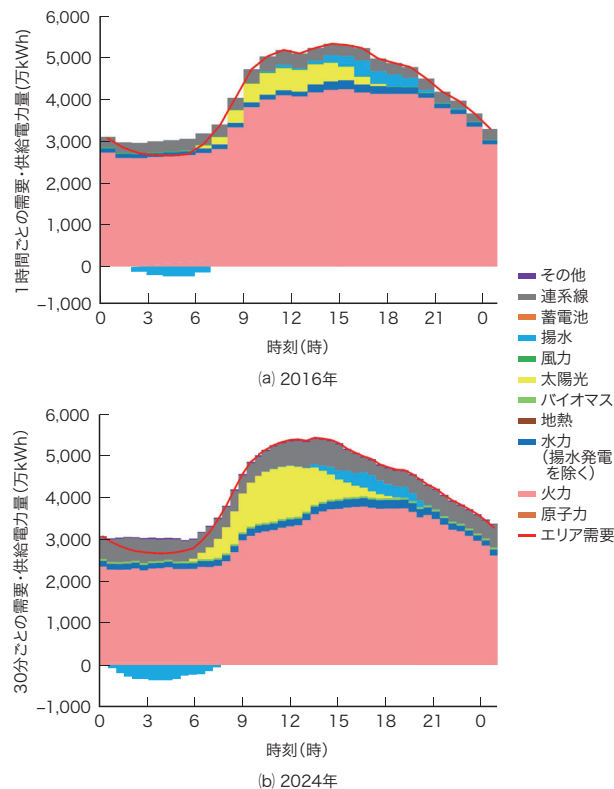 1時間ごとの需要・供給電力量(万kWh)
6,000
5,000
4,000
3,000
2,000
1,000
0
−1,000
0 3 6 9 12 15 18 21 0
時刻(時)
(a) 2016年
その他
連系線
蓄電池
揚水
風力
太陽光
バイオマス
地熱
水力
(揚水発電
を除く)
火力
原子力
エリア需要
30分ごとの需要・供給電力量(万kWh)
6,000
5,000
4,000
3,000
2,000
1,000
0
−1,000
0 3 6 9 12 15 18 21 0
時刻(時)
(b) 2024年